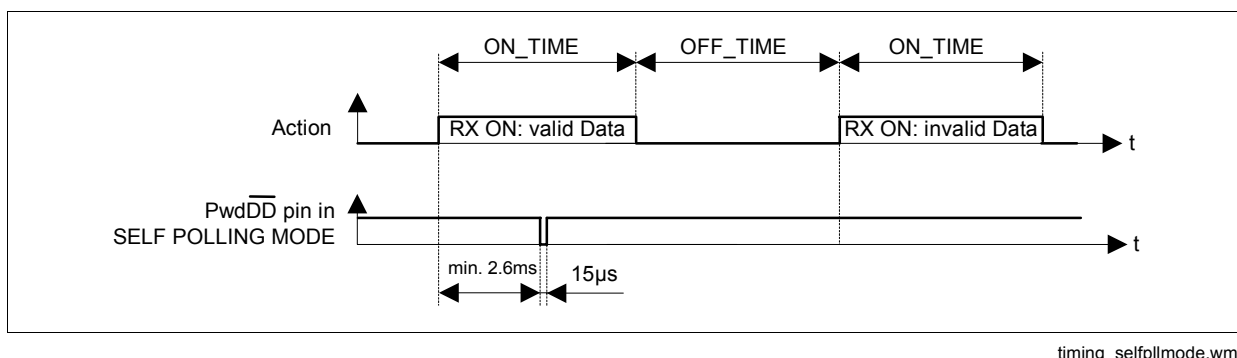 ON_TIME OFF_TIME ON_TIME
Action
RX ON: valid Data
RX ON: invalid Data
t
PwdDD pin in
SELF POLLING MODE
t
min. 2.6ms
15µs
timing_selfpllmode.wm